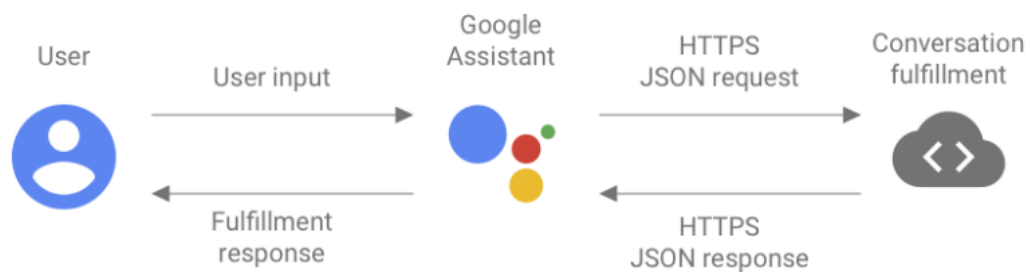 User
User input
Fulfillment
response
Google
Assistant
HTTPS
JSON request
HTTPS
JSON response
Conversation
fulfillment